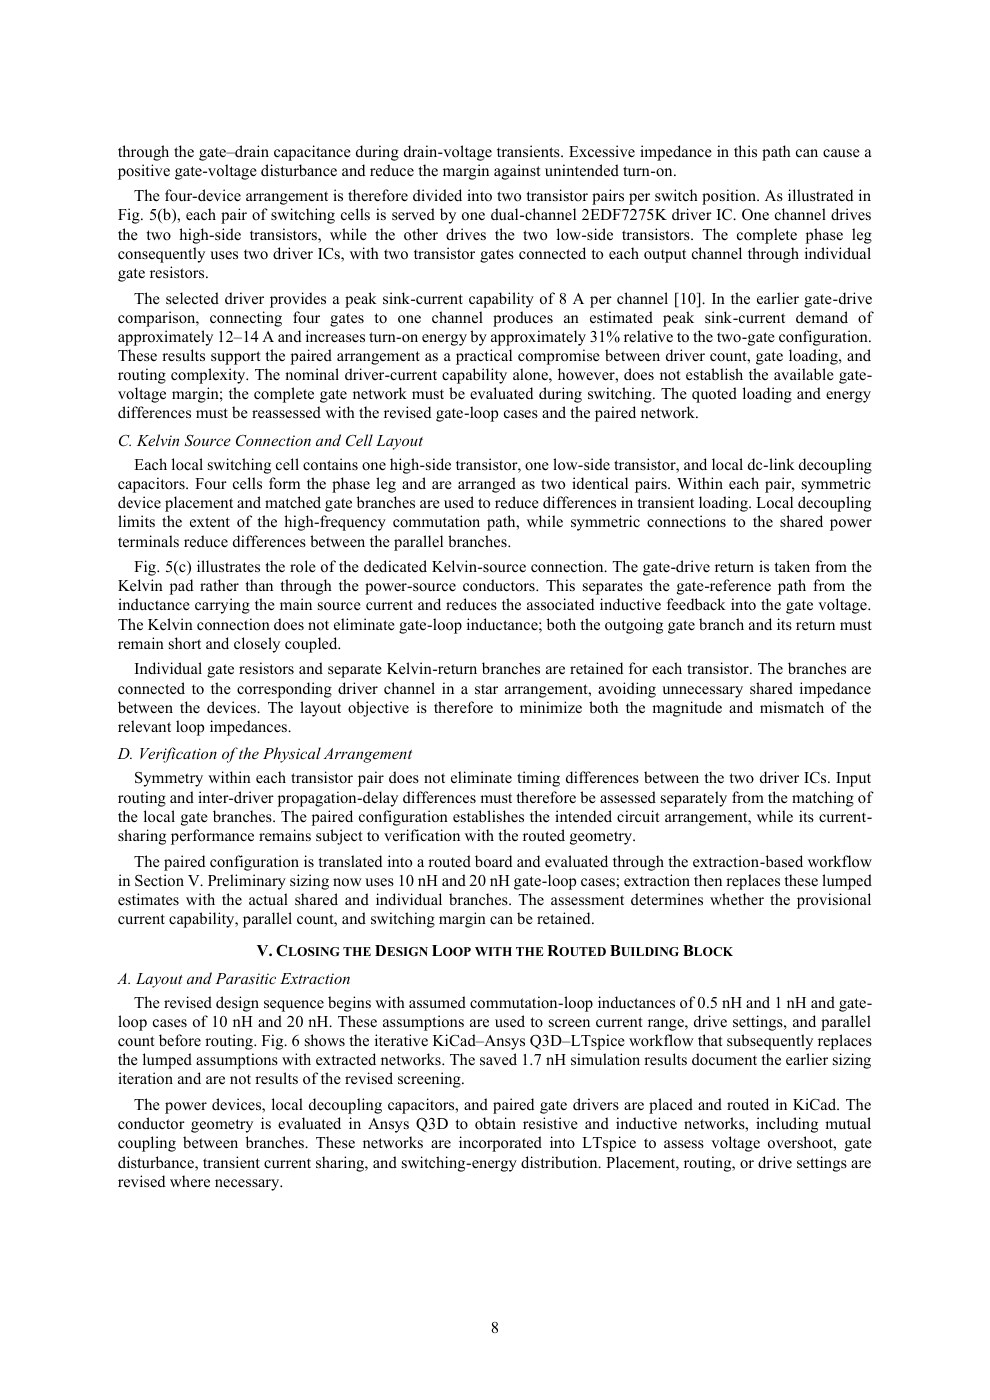 through the gate–drain capacitance during drain-voltage transients. Excessive impedance in this path can cause a
positive gate-voltage disturbance and reduce the margin against unintended turn-on.
The four-device arrangement is therefore divided into two transistor pairs per switch position. As illustrated in
Fig. 5(b), each pair of switching cells is served by one dual-channel 2EDF7275K driver IC. One channel drives
the two high-side transistors, while the other drives the two low-side transistors. The complete phase leg
consequently uses two driver ICs, with two transistor gates connected to each output channel through individual
gate resistors.
The selected driver provides a peak sink-current capability of 8 A per channel [10]. In the earlier gate-drive
comparison, connecting four gates to one channel produces an estimated peak sink-current demand of
approximately 12–14 A and increases turn-on energy by approximately 31% relative to the two-gate configuration.
These results support the paired arrangement as a practical compromise between driver count, gate loading, and
routing complexity. The nominal driver-current capability alone, however, does not establish the available gate-
voltage margin; the complete gate network must be evaluated during switching. The quoted loading and energy
differences must be reassessed with the revised gate-loop cases and the paired network.
C. Kelvin Source Connection and Cell Layout
Each local switching cell contains one high-side transistor, one low-side transistor, and local dc-link decoupling
capacitors. Four cells form the phase leg and are arranged as two identical pairs. Within each pair, symmetric
device placement and matched gate branches are used to reduce differences in transient loading. Local decoupling
limits the extent of the high-frequency commutation path, while symmetric connections to the shared power
terminals reduce differences between the parallel branches.
Fig. 5(c) illustrates the role of the dedicated Kelvin-source connection. The gate-drive return is taken from the
Kelvin pad rather than through the power-source conductors. This separates the gate-reference path from the
inductance carrying the main source current and reduces the associated inductive feedback into the gate voltage.
The Kelvin connection does not eliminate gate-loop inductance; both the outgoing gate branch and its return must
remain short and closely coupled.
Individual gate resistors and separate Kelvin-return branches are retained for each transistor. The branches are
connected to the corresponding driver channel in a star arrangement, avoiding unnecessary shared impedance
between the devices. The layout objective is therefore to minimize both the magnitude and mismatch of the
relevant loop impedances.
D. Verification of the Physical Arrangement
Symmetry within each transistor pair does not eliminate timing differences between the two driver ICs. Input
routing and inter-driver propagation-delay differences must therefore be assessed separately from the matching of
the local gate branches. The paired configuration establishes the intended circuit arrangement, while its current-
sharing performance remains subject to verification with the routed geometry.
The paired configuration is translated into a routed board and evaluated through the extraction-based workflow
in Section V. Preliminary sizing now uses 10 nH and 20 nH gate-loop cases; extraction then replaces these lumped
estimates with the actual shared and individual branches. The assessment determines whether the provisional
current capability, parallel count, and switching margin can be retained.
V. CLOSING THE DESIGN LOOP WITH THE ROUTED BUILDING BLOCK
A. Layout and Parasitic Extraction
The revised design sequence begins with assumed commutation-loop inductances of 0.5 nH and 1 nH and gate-
loop cases of 10 nH and 20 nH. These assumptions are used to screen current range, drive settings, and parallel
count before routing. Fig. 6 shows the iterative KiCad–Ansys Q3D–LTspice workflow that subsequently replaces
the lumped assumptions with extracted networks. The saved 1.7 nH simulation results document the earlier sizing
iteration and are not results of the revised screening.
The power devices, local decoupling capacitors, and paired gate drivers are placed and routed in KiCad. The
conductor geometry is evaluated in Ansys Q3D to obtain resistive and inductive networks, including mutual
coupling between branches. These networks are incorporated into LTspice to assess voltage overshoot, gate
disturbance, transient current sharing, and switching-energy distribution. Placement, routing, or drive settings are
revised where necessary.
8